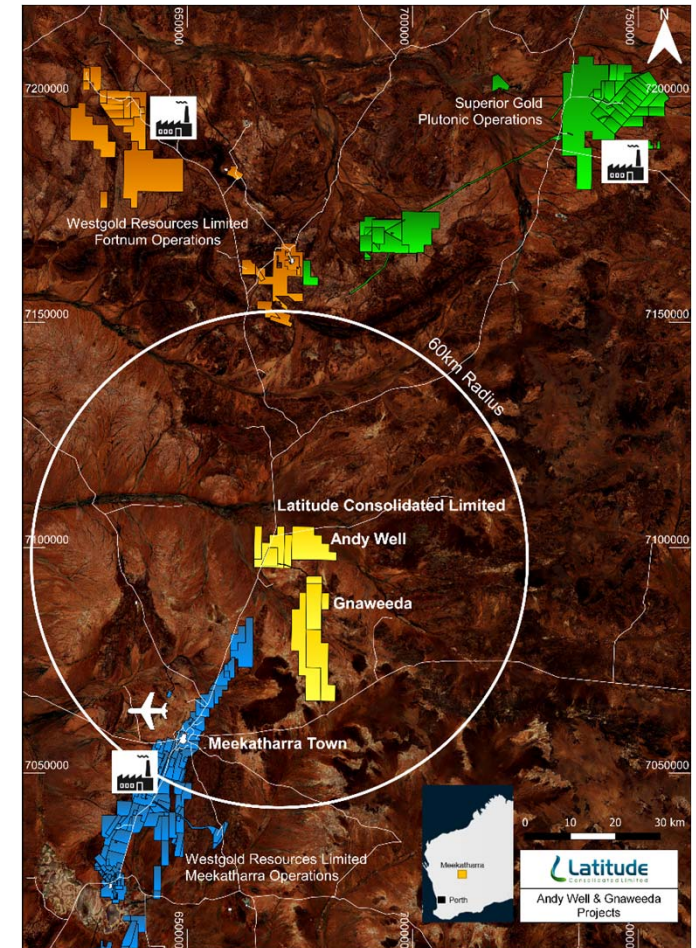 650000
700000
750000
N
7200000
7200000
Superior Gold
Plutonic Operations
Westgold Resources Limited
Fortnum Operations
7150000
7150000
60km Radius
Latitude Consolidated Limited
Andy Well
7100000
7100000
Gnaweeda
Meekatharra Town
7050000
7050000
Westgold Resources Limited
Meekatharra Operations
Meekatharra
Perth
0 10 20 30 km
Latitude
Consolidated Limited
Andy Well & Gnaweeda
Projects
650000
700000
750000